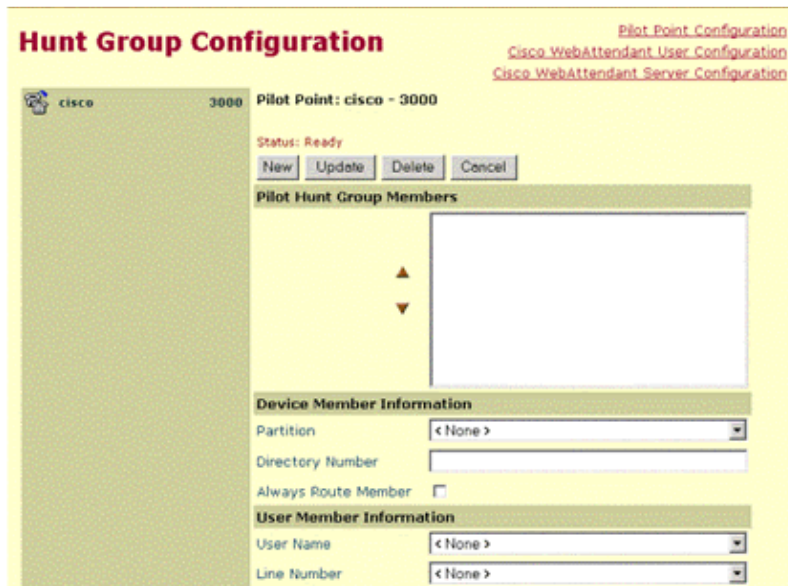 Hunt Group Configuration
Pilot Point Configuration
Cisco WebAttendant User Configuration
Cisco WebAttendant Server Configuration
cisco 3000
Pilot Point: cisco - 3000
Status: Ready
New Update Delete Cancel
Pilot Hunt Group Members
Device Member Information
Partition < None >
Directory Number
Always Route Member
User Member Information
User Name < None >
Line Number < None >